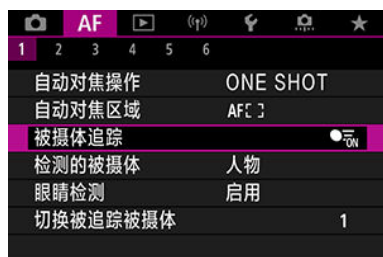 AF
1 2 3 4 5 6
自动对焦操作 ONE SHOT
自动对焦区域 AF[ ]
被摄体追踪 ON
检测的被摄体 人物
眼睛检测 启用
切换被追踪被摄体 1